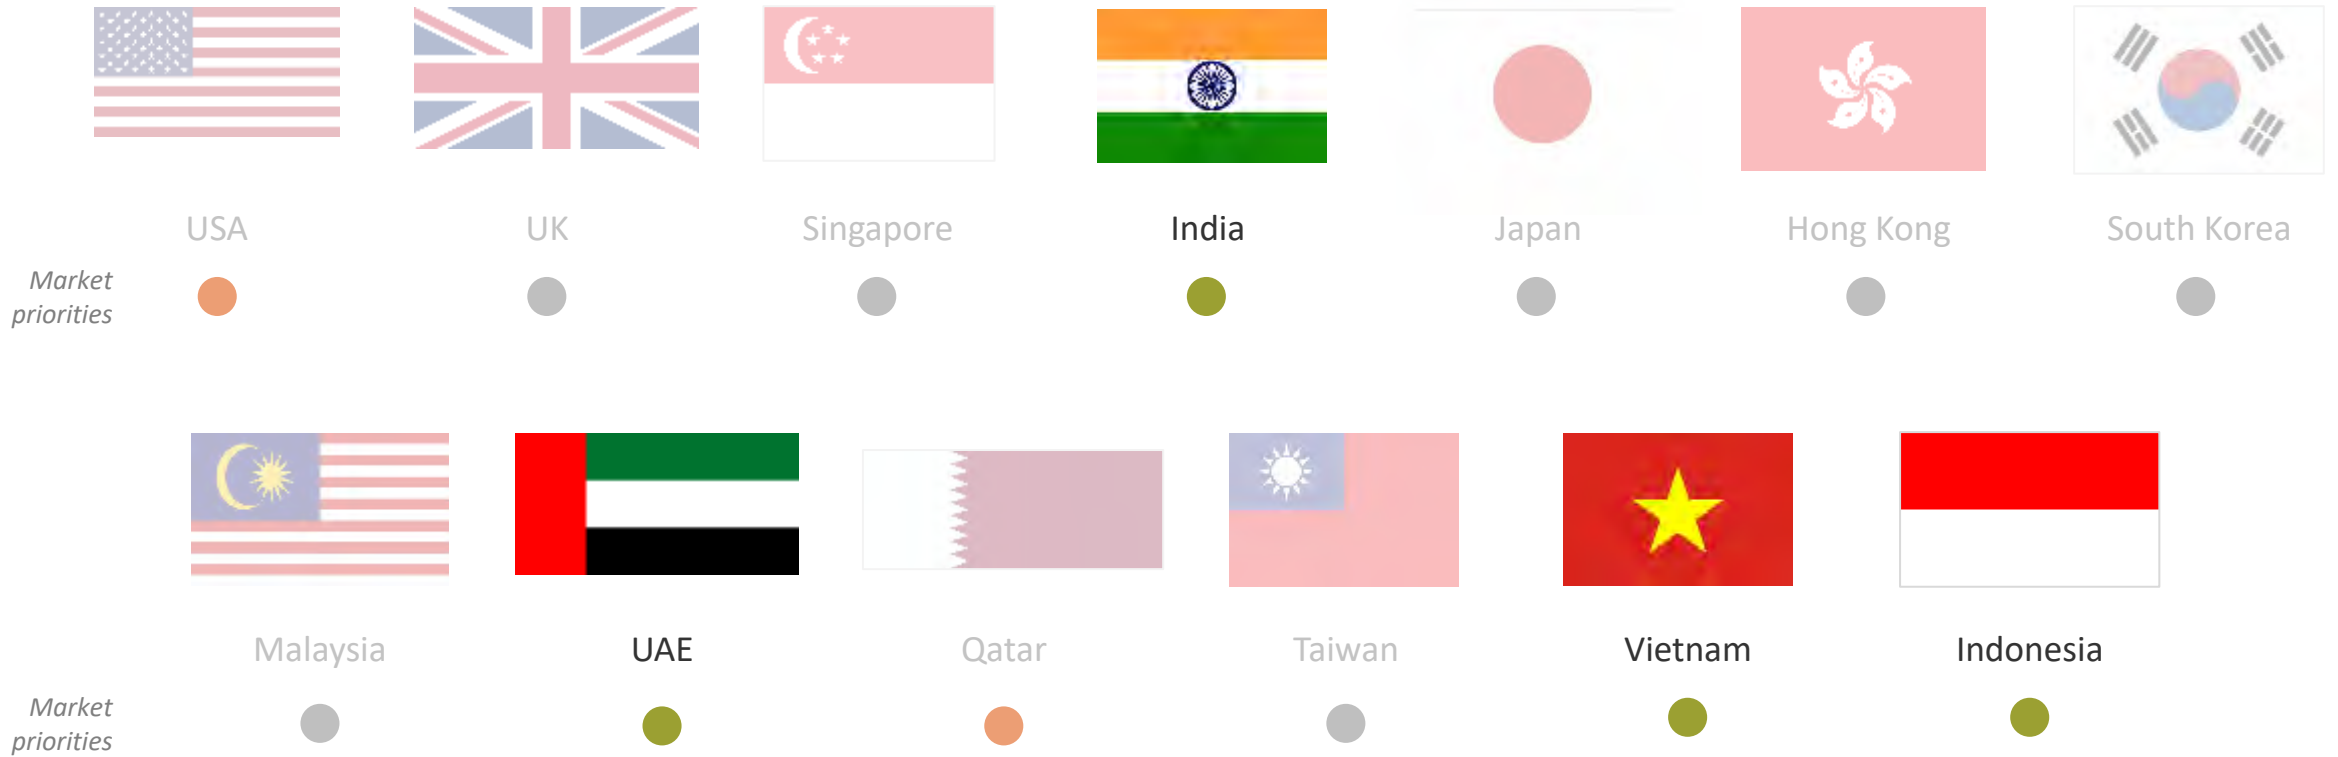 USA
UK
Singapore
India
Japan
Hong Kong
South Korea
Market
priorities
Malaysia
UAE
Qatar
Taiwan
Vietnam
Indonesia
Market
priorities